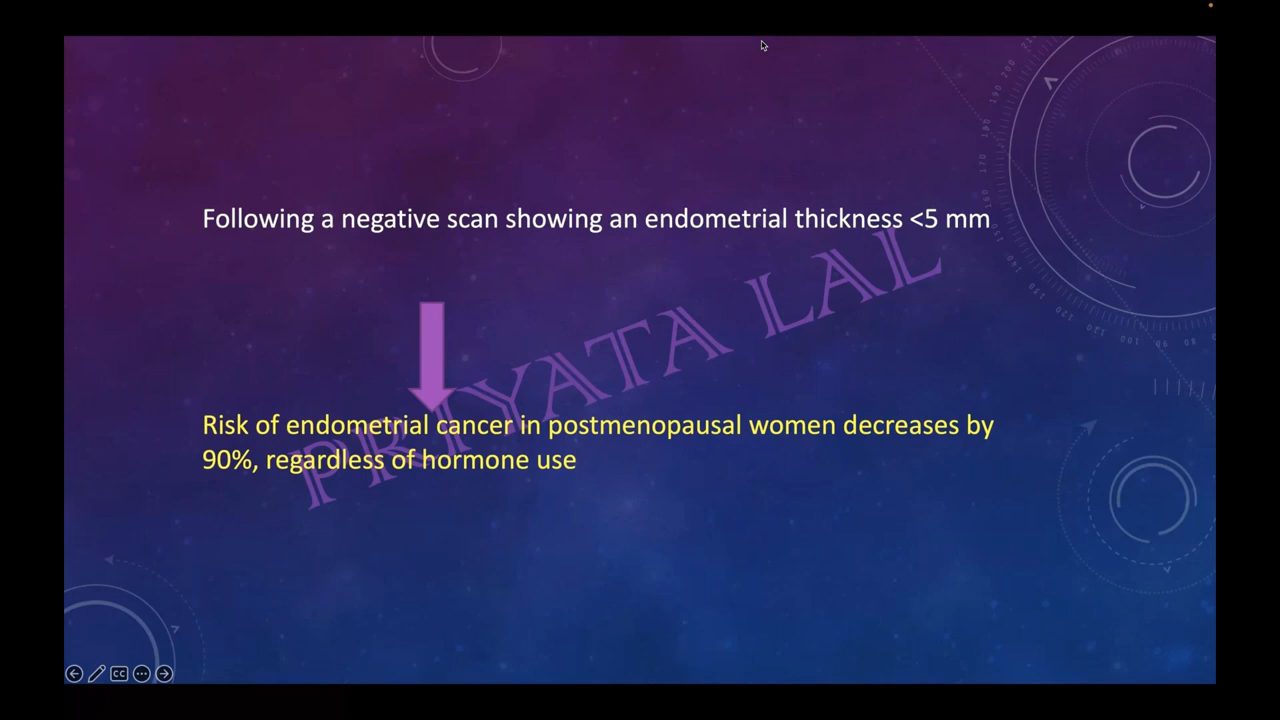 Following a negative scan showing an endometrial thickness <5 mm
PRIYATA LAL
Risk of endometrial cancer in postmenopausal women decreases by
90%, regardless of hormone use
CC